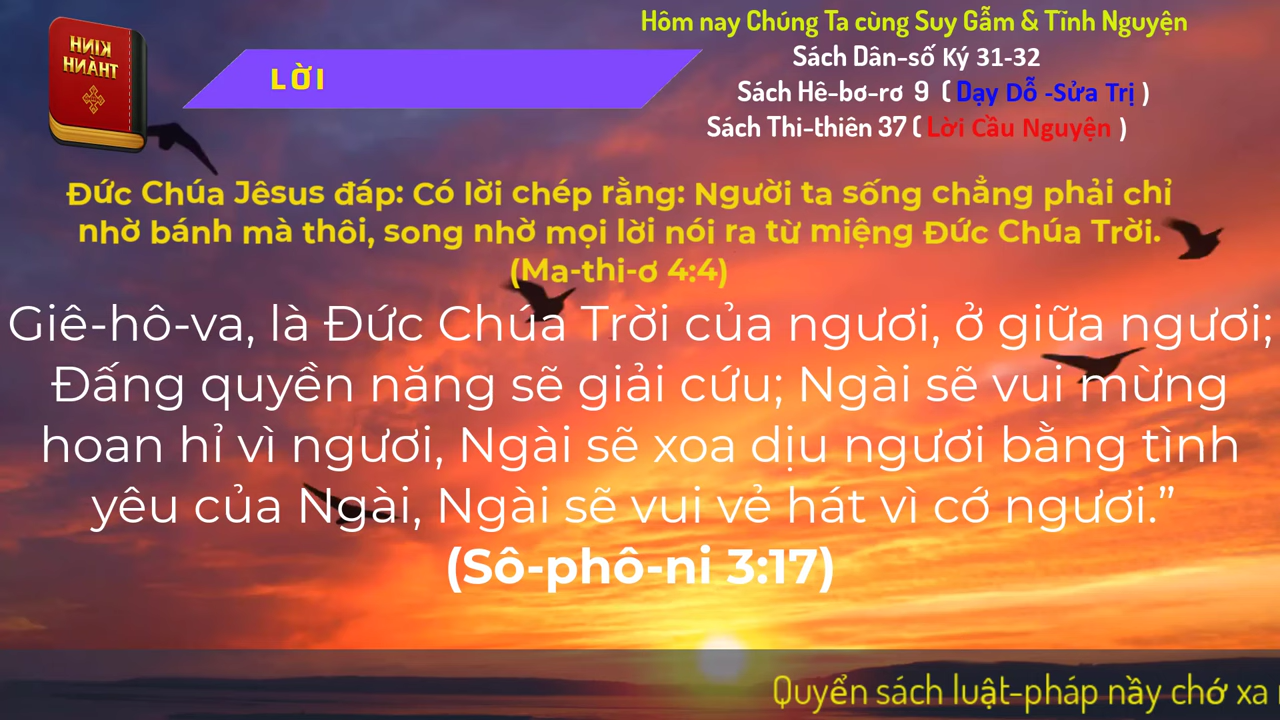 KINH
THÁNH
LỜI
Hôm nay Chúng Ta cùng Suy Gẫm & Tĩnh Nguyện
Sách Dân-số Ký 31-32
Sách Hê-bơ-rơ 9 ( Dạy Dỗ -Sửa Trị )
Sách Thi-thiên 37 ( Lời Cầu Nguyện )
Đức Chúa Jêsus đáp: Có lời chép rằng: Người ta sống chẳng phải chỉ
nhờ bánh mà thôi, song nhờ mọi lời nói ra từ miệng Đức Chúa Trời.
(Ma-thi-ơ 4:4)
Giê-hô-va, là Đức Chúa Trời của ngươi, ở giữa ngươi;
Đấng quyền năng sẽ giải cứu; Ngài sẽ vui mừng
hoan hỉ vì ngươi, Ngài sẽ xoa dịu ngươi bằng tình
yêu của Ngài, Ngài sẽ vui vẻ hát vì cớ ngươi.”
(Sô-phô-ni 3:17)
Quyển sách luật-pháp nầy chớ xa